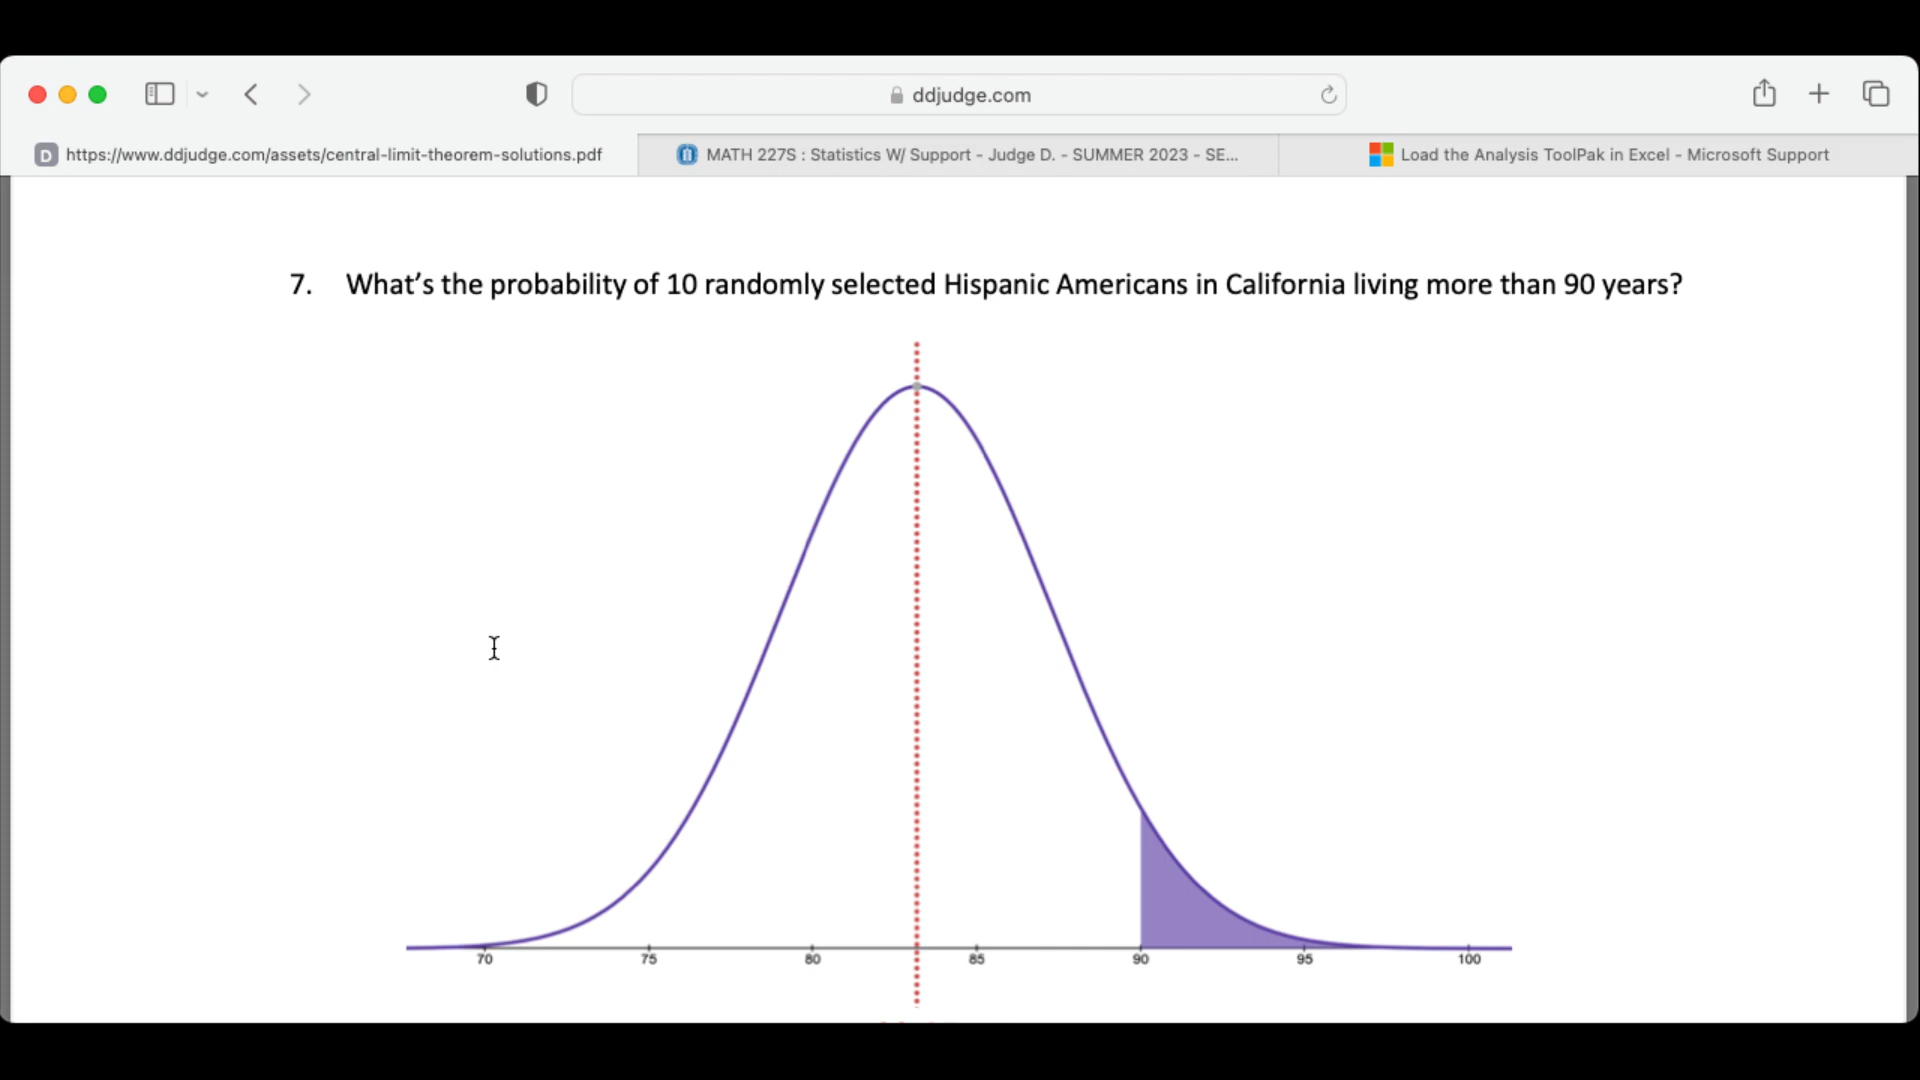 ddjudge.com
D https://www.ddjudge.com/assets/central-limit-theorem-solutions.pdf
MATH 227S : Statistics W/ Support - Judge D. - SUMMER 2023 - SE...
Load the Analysis ToolPak in Excel - Microsoft Support
7. What's the probability of 10 randomly selected Hispanic Americans in California living more than 90 years?
70 75 80 85 90 95 100